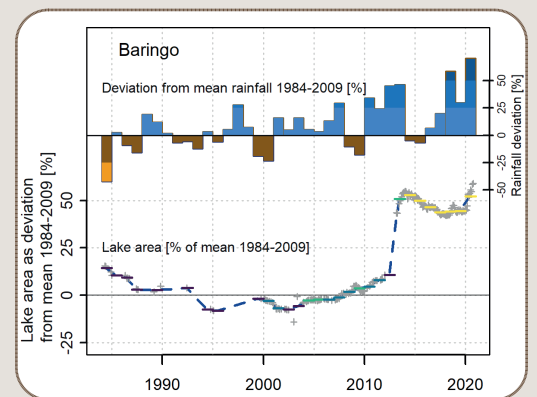 Baringo
Deviation from mean rainfall 1984-2009 [%]
50
25
0
-25
-50
Rainfall deviation [%]
Lake area [% of mean 1984-2009]
Lake area as deviation
from mean 1984-2009 [%]
50
25
0
-25
1990
2000
2010
2020